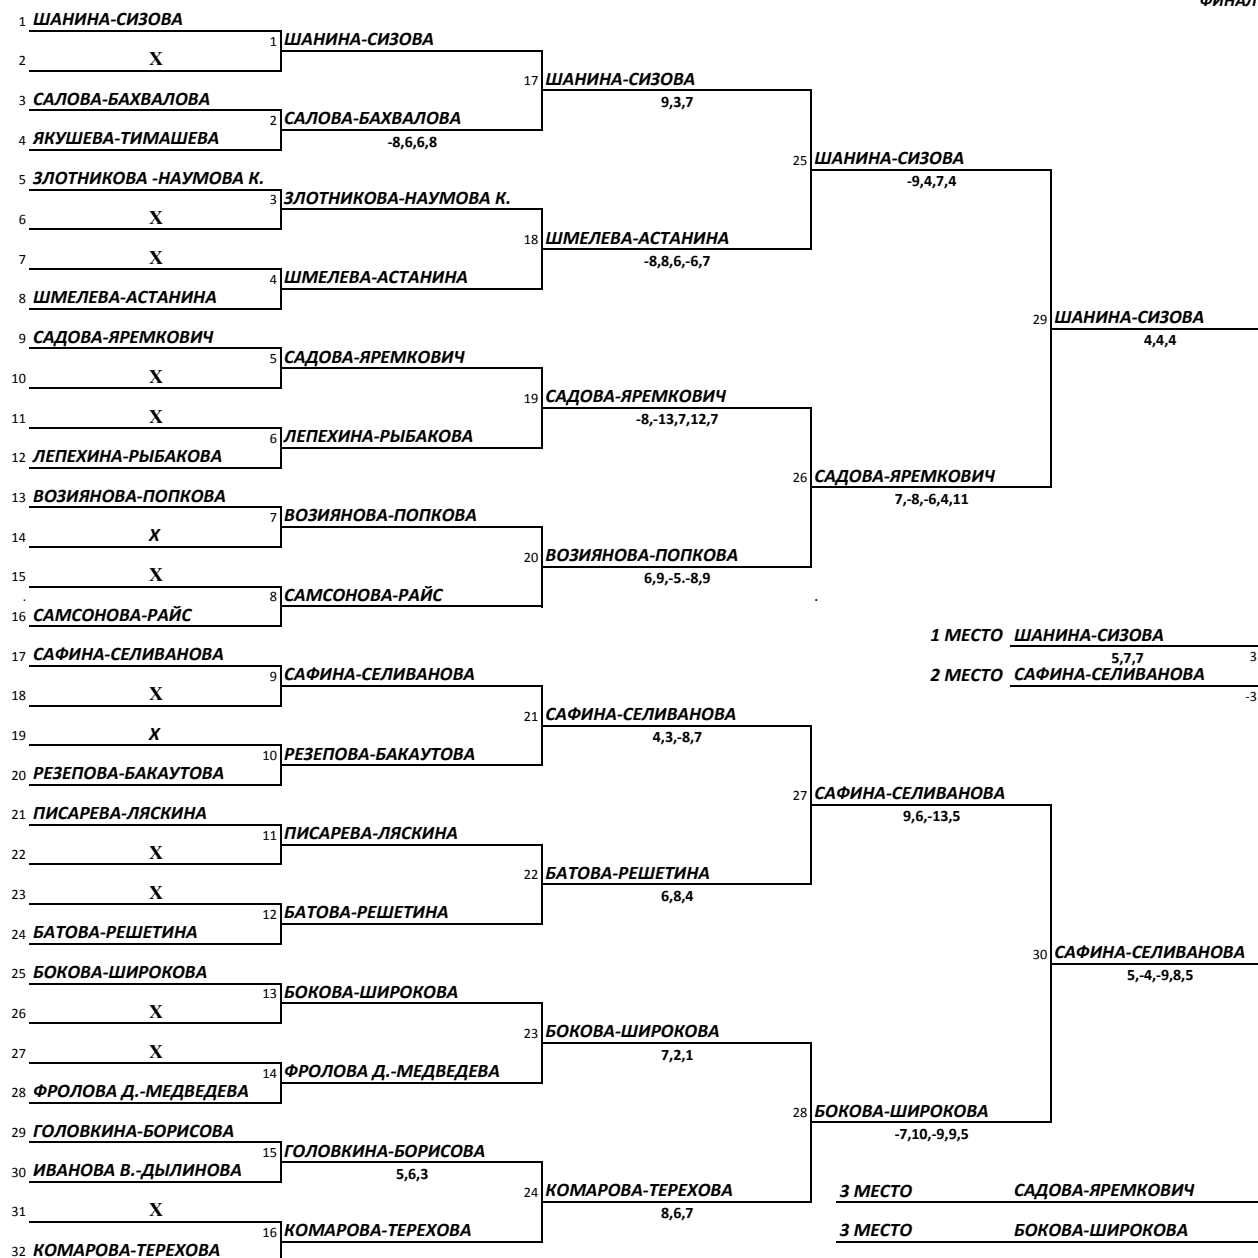 ФИНАЛ
1 ШАНИНА-СИЗОВА
1 ШАНИНА-СИЗОВА
2 X
17 ШАНИНА-СИЗОВА
9,3,7
3 САЛОВА-БАХВАЛОВА
2 САЛОВА-БАХВАЛОВА
-8,6,6,8
4 ЯКУШЕВА-ТИМАШЕВА
25 ШАНИНА-СИЗОВА
-9,4,7,4
5 ЗЛОТНИКОВА -НАУМОВА К.
3 ЗЛОТНИКОВА-НАУМОВА К.
6 X
18 ШМЕЛЕВА-АСТАНИНА
-8,8,6,-6,7
7 X
4 ШМЕЛЕВА-АСТАНИНА
8 ШМЕЛЕВА-АСТАНИНА
29 ШАНИНА-СИЗОВА
4,4,4
9 САДОВА-ЯРЕМКОВИЧ
5 САДОВА-ЯРЕМКОВИЧ
10 X
19 САДОВА-ЯРЕМКОВИЧ
-8,-13,7,12,7
11 X
6 ЛЕПЕХИНА-РЫБАКОВА
12 ЛЕПЕХИНА-РЫБАКОВА
26 САДОВА-ЯРЕМКОВИЧ
7,-8,-6,4,11
13 ВОЗИЯНОВА-ПОПКОВА
7 ВОЗИЯНОВА-ПОПКОВА
14 X
20 ВОЗИЯНОВА-ПОПКОВА
6,9,-5.-8,9
15 X
.
8 САМСОНОВА-РАЙС
.
16 САМСОНОВА-РАЙС
1 МЕСТО ШАНИНА-СИЗОВА
5,7,7 3
2 МЕСТО САФИНА-СЕЛИВАНОВА
-3
17 САФИНА-СЕЛИВАНОВА
9 САФИНА-СЕЛИВАНОВА
18 X
21 САФИНА-СЕЛИВАНОВА
4,3,-8,7
19 X
10 РЕЗЕПОВА-БАКАУТОВА
20 РЕЗЕПОВА-БАКАУТОВА
27 САФИНА-СЕЛИВАНОВА
9,6,-13,5
21 ПИСАРЕВА-ЛЯСКИНА
11 ПИСАРЕВА-ЛЯСКИНА
22 X
22 БАТОВА-РЕШЕТИНА
6,8,4
23 X
12 БАТОВА-РЕШЕТИНА
24 БАТОВА-РЕШЕТИНА
30 САФИНА-СЕЛИВАНОВА
5,-4,-9,8,5
25 БОКОВА-ШИРОКОВА
13 БОКОВА-ШИРОКОВА
26 X
23 БОКОВА-ШИРОКОВА
7,2,1
27 X
14 ФРОЛОВА Д.-МЕДВЕДЕВА
28 ФРОЛОВА Д.-МЕДВЕДЕВА
28 БОКОВА-ШИРОКОВА
-7,10,-9,9,5
29 ГОЛОВКИНА-БОРИСОВА
15 ГОЛОВКИНА-БОРИСОВА
5,6,3
30 ИВАНОВА В.-ДЫЛИНОВА
24 КОМАРОВА-ТЕРЕХОВА
8,6,7
3 МЕСТО САДОВА-ЯРЕМКОВИЧ
31 X
16 КОМАРОВА-ТЕРЕХОВА
3 МЕСТО БОКОВА-ШИРОКОВА
32 КОМАРОВА-ТЕРЕХОВА